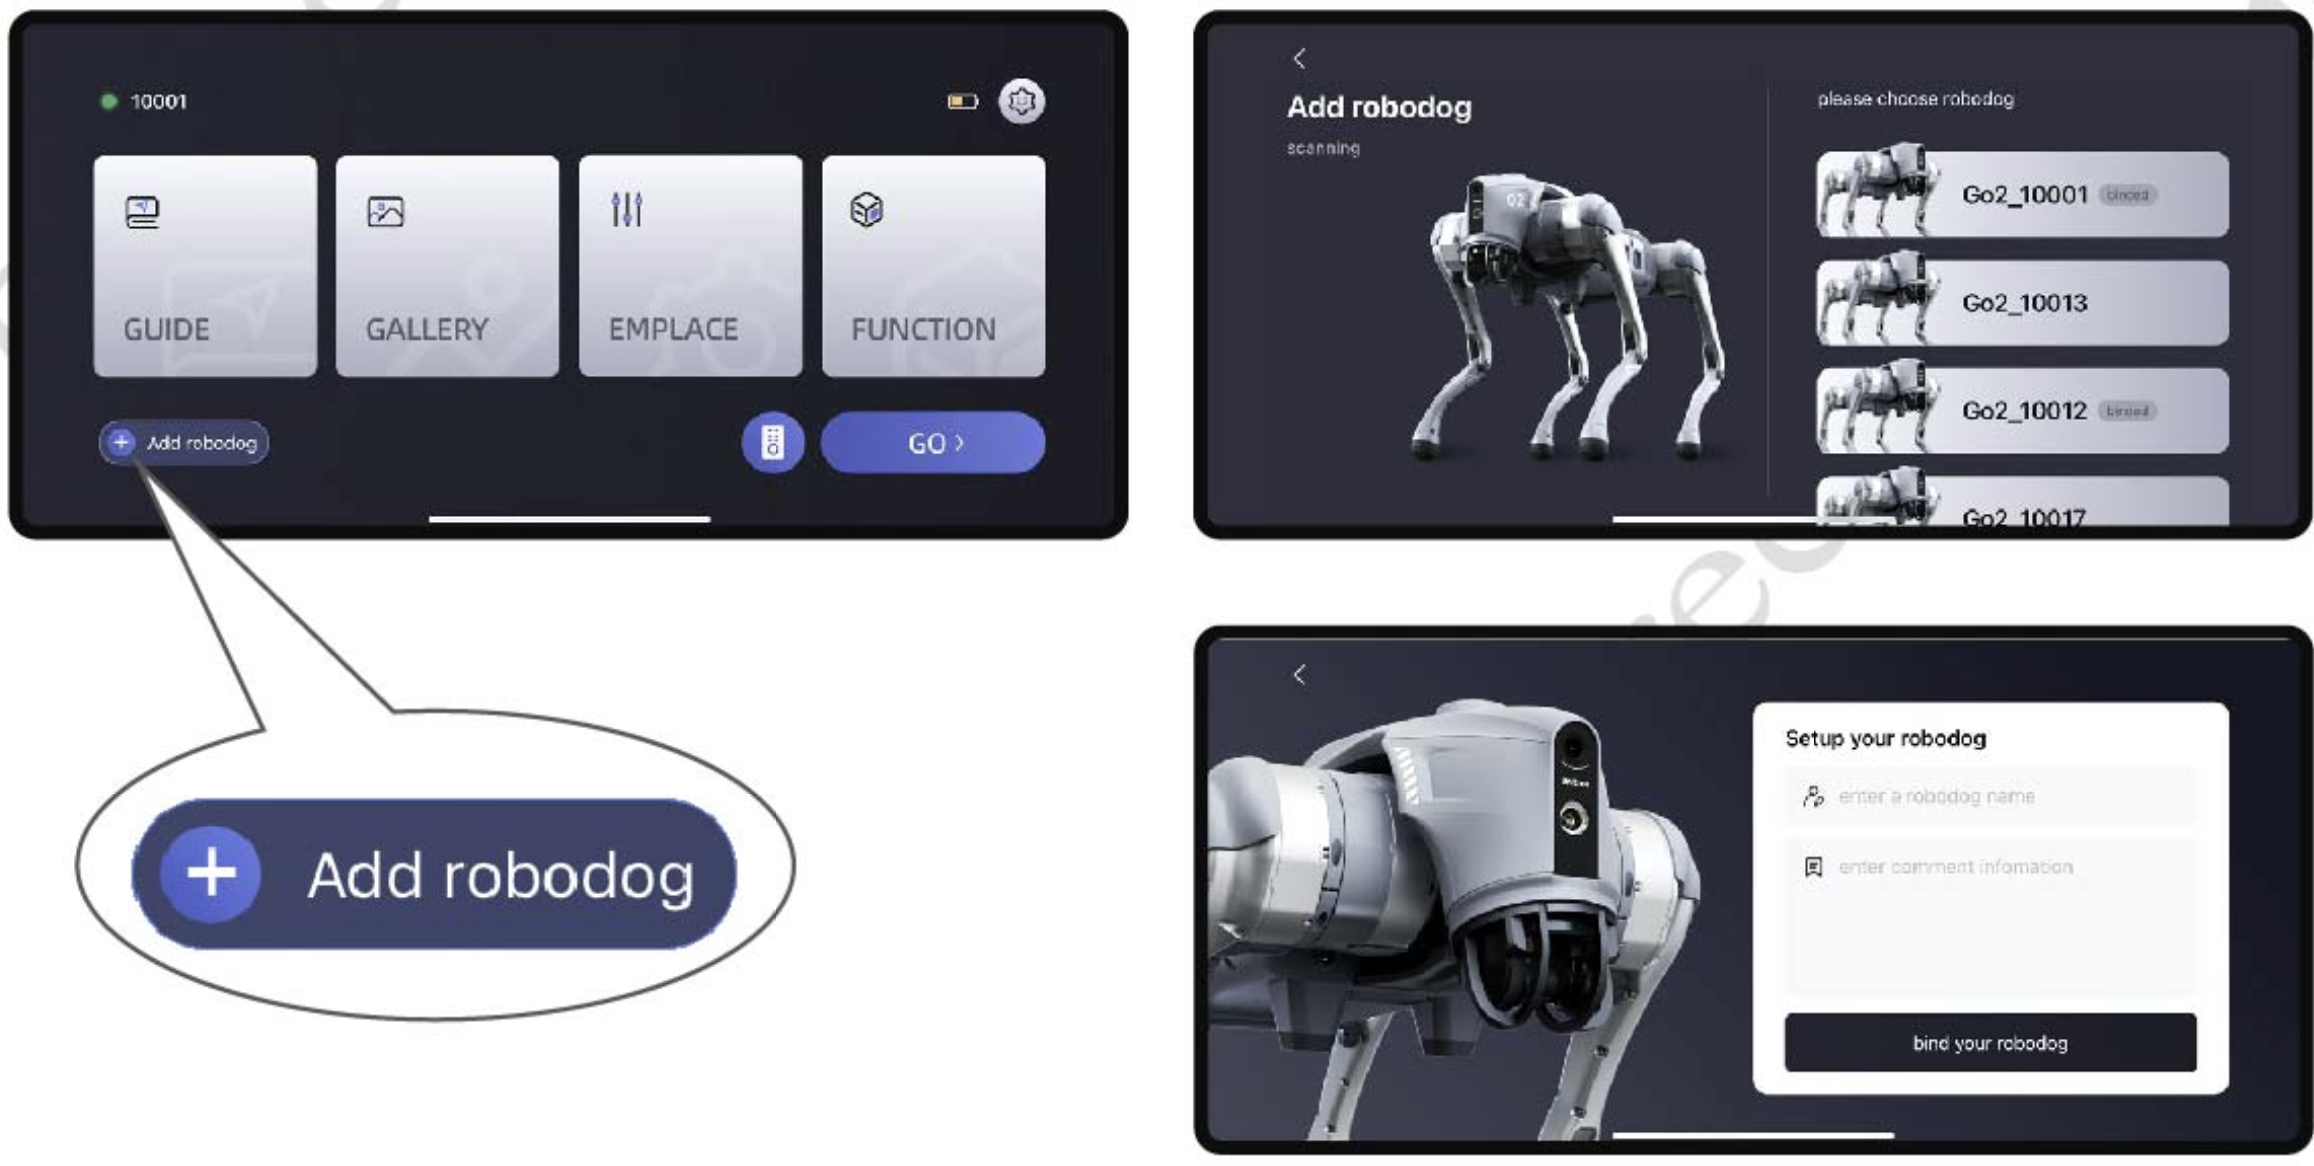 10001
GUIDE
GALLERY
EMPLACE
FUNCTION
Add robodog
GO >
Add robodog
Add robodog
scanning
02
please choose robodog
Go2_10001 binded
Go2_10013
Go2_10012 binded
Go2_10017
Setup your robodog
enter a robodog name
enter comment infomation
bind your robodog